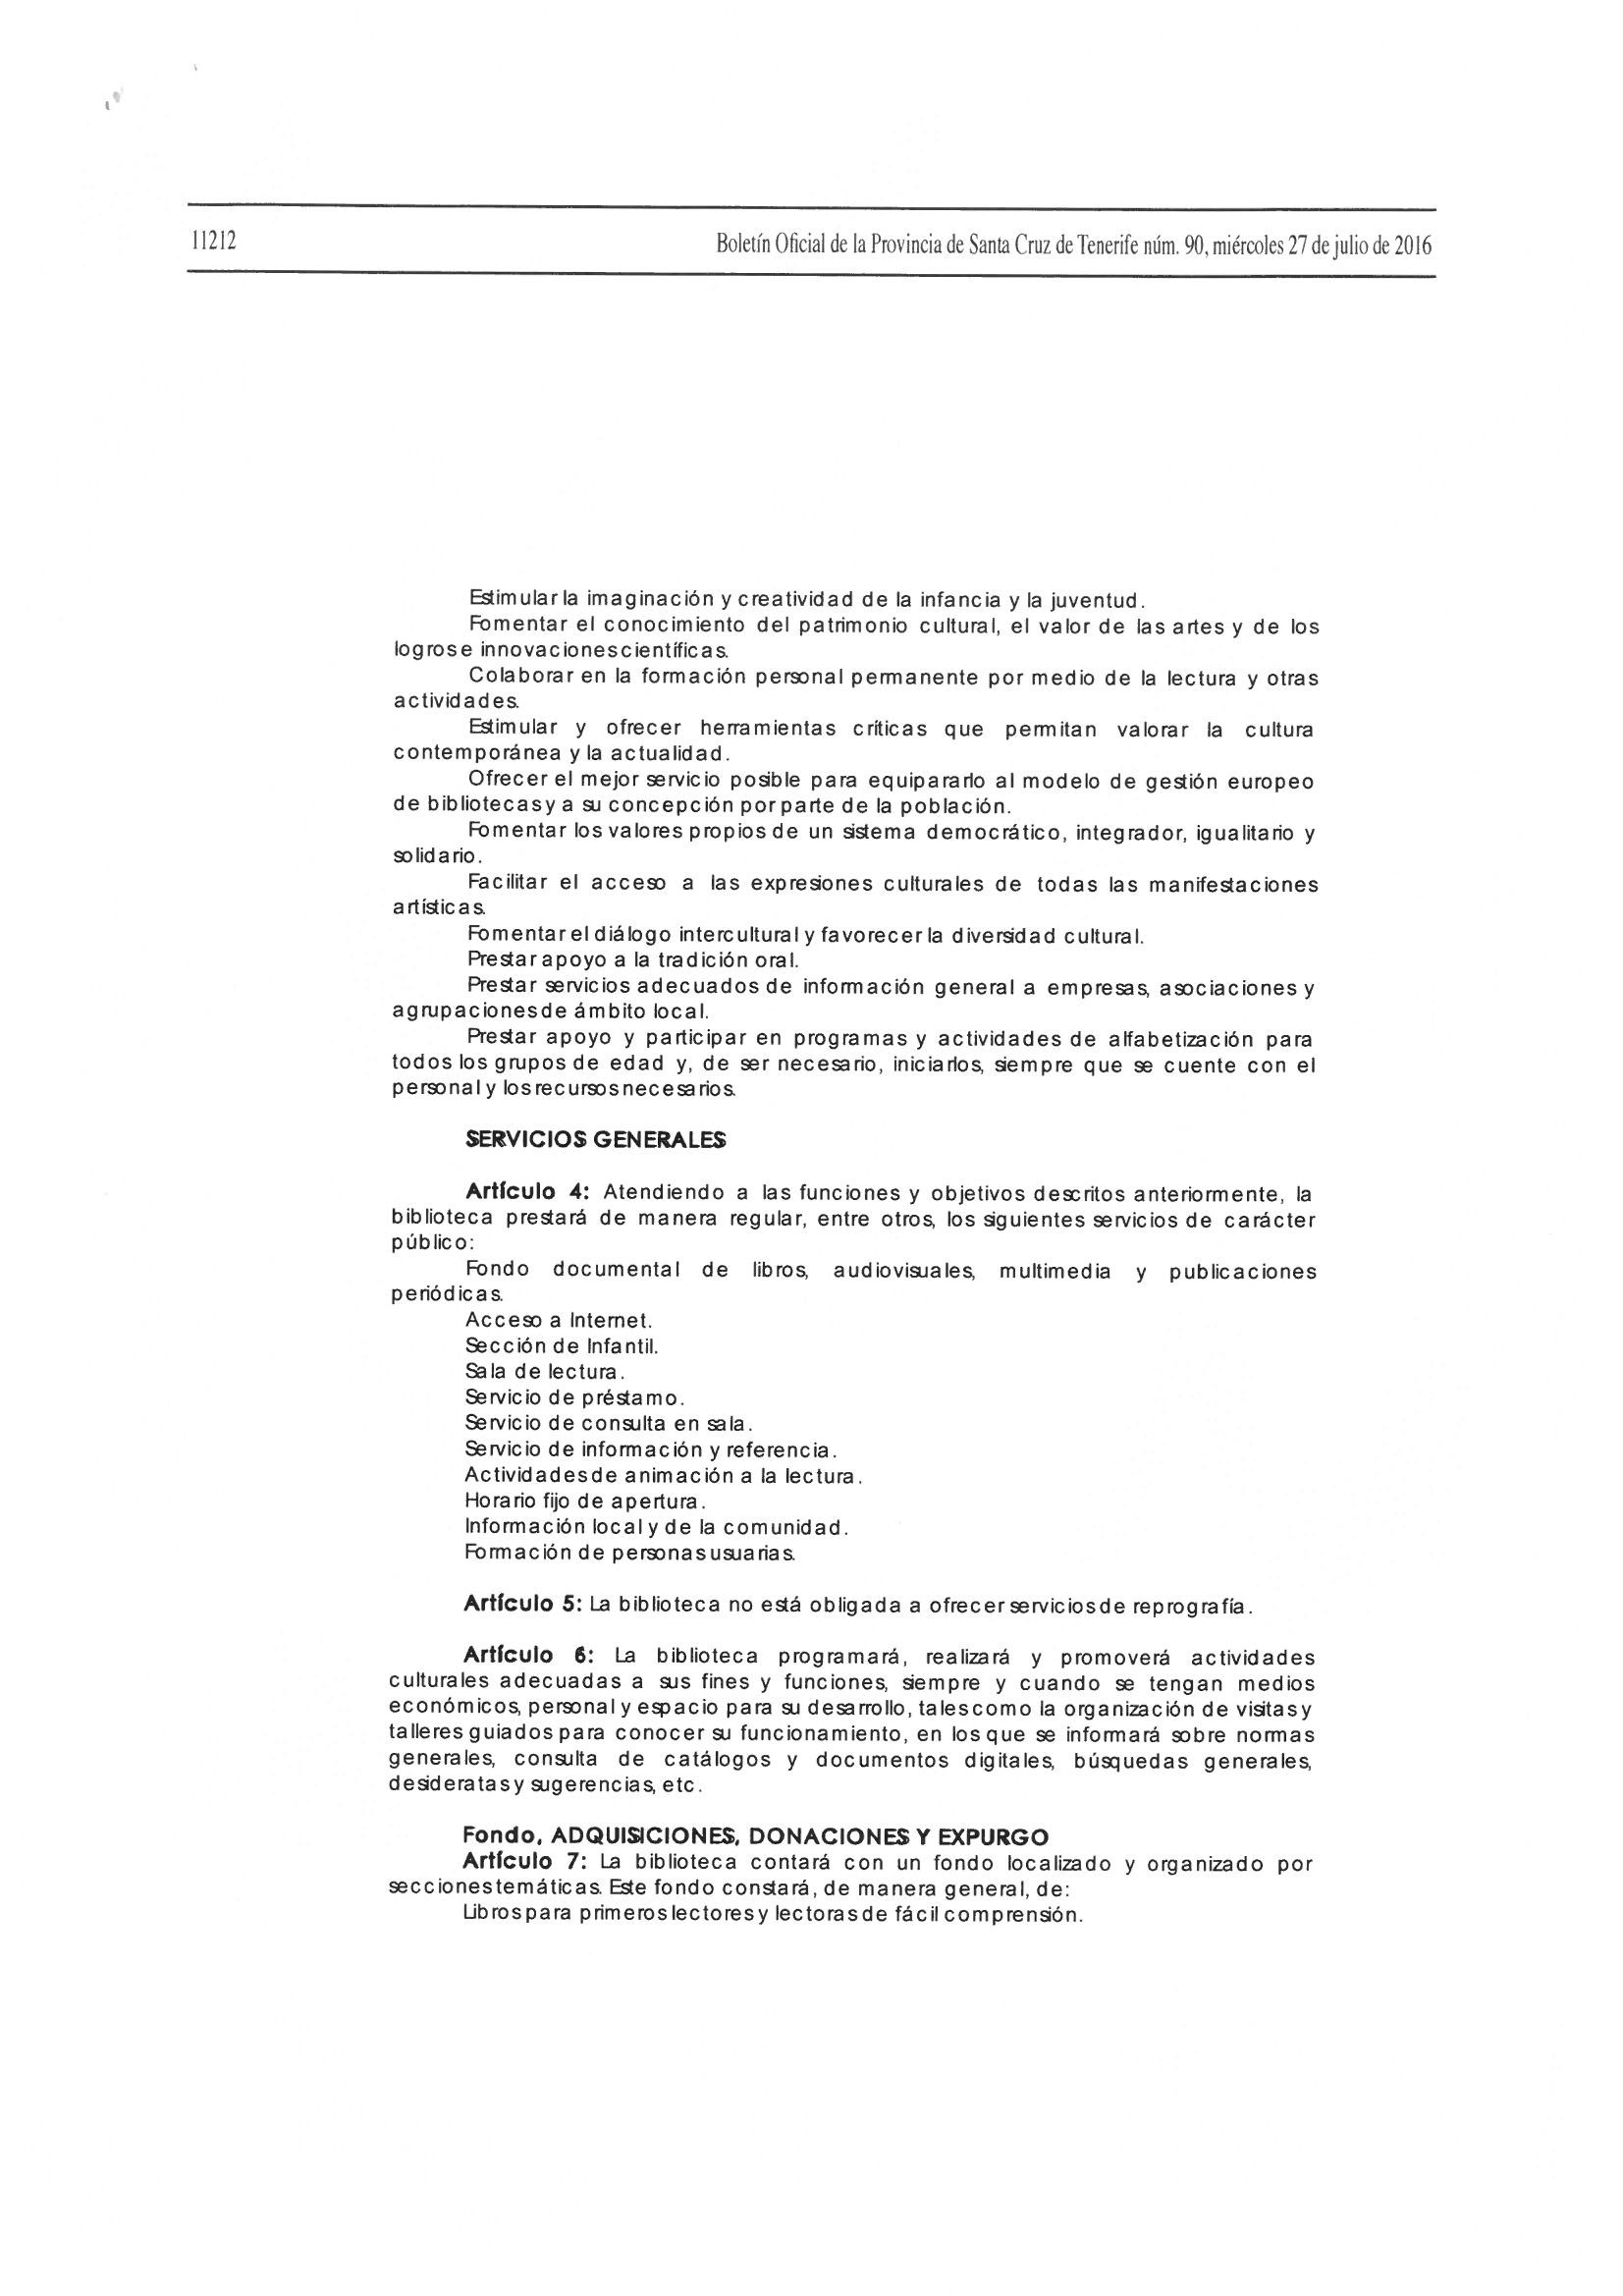 11212
Boletín Oficial de la Provincia de Santa Cruz de Tenerife núm. 90, miércoles 27 de julio de 2016
Estimular la imaginación y creatividad de la infancia y la juventud.
Fomentar el conocimiento del patrimonio cultural, el valor de las artes y de los
logros e innovaciones científicas.
Colaborar en la formación personal permanente por medio de la lectura y otras
actividades.
Estimular y ofrecer herramientas críticas que permitan valorar la cultura
contemporánea y la actualidad.
Ofrecer el mejor servicio posible para equipararlo al modelo de gestión europeo
de bibliotecas y a su concepción por parte de la población.
Fomentar los valores propios de un sistema democrático, integrador, igualitario y
solidario.
Facilitar el acceso a las expresiones culturales de todas las manifestaciones
artísticas.
Fomentar el diálogo intercultural y favorecer la diversidad cultural.
Prestar apoyo a la tradición oral.
Prestar servicios adecuados de información general a empresas, asociaciones y
agrupaciones de ámbito local.
Prestar apoyo y participar en programas y actividades de alfabetización para
todos los grupos de edad y, de ser necesario, iniciarlos, siempre que se cuente con el
personal y los recursos necesarios.
SERVICIOS GENERALES
Artículo 4: Atendiendo a las funciones y objetivos descritos anteriormente, la
biblioteca prestará de manera regular, entre otros, los siguientes servicios de carácter
público:
Fondo documental de libros, audiovisuales, multimedia y publicaciones
periódicas.
Acceso a Internet.
Sección de Infantil.
Sala de lectura.
Servicio de préstamo.
Servicio de consulta en sala.
Servicio de información y referencia.
Actividades de animación a la lectura.
Horario fijo de apertura.
Información local y de la comunidad.
Formación de personas usuarias.
Artículo 5: La biblioteca no está obligada a ofrecer servicios de reprografía.
Artículo 6: La biblioteca programará, realizará y promoverá actividades
culturales adecuadas a sus fines y funciones, siempre y cuando se tengan medios
económicos, personal y espacio para su desarrollo, tales como la organización de visitas y
talleres guiados para conocer su funcionamiento, en los que se informará sobre normas
generales, consulta de catálogos y documentos digitales, búsquedas generales,
desideratas y sugerencias, etc.
Fondo, ADQUISICIONES, DONACIONES Y EXPURGO
Artículo 7: La biblioteca contará con un fondo localizado y organizado por
secciones temáticas. Este fondo constará, de manera general, de:
Libros para primeros lectores y lectoras de fácil comprensión.